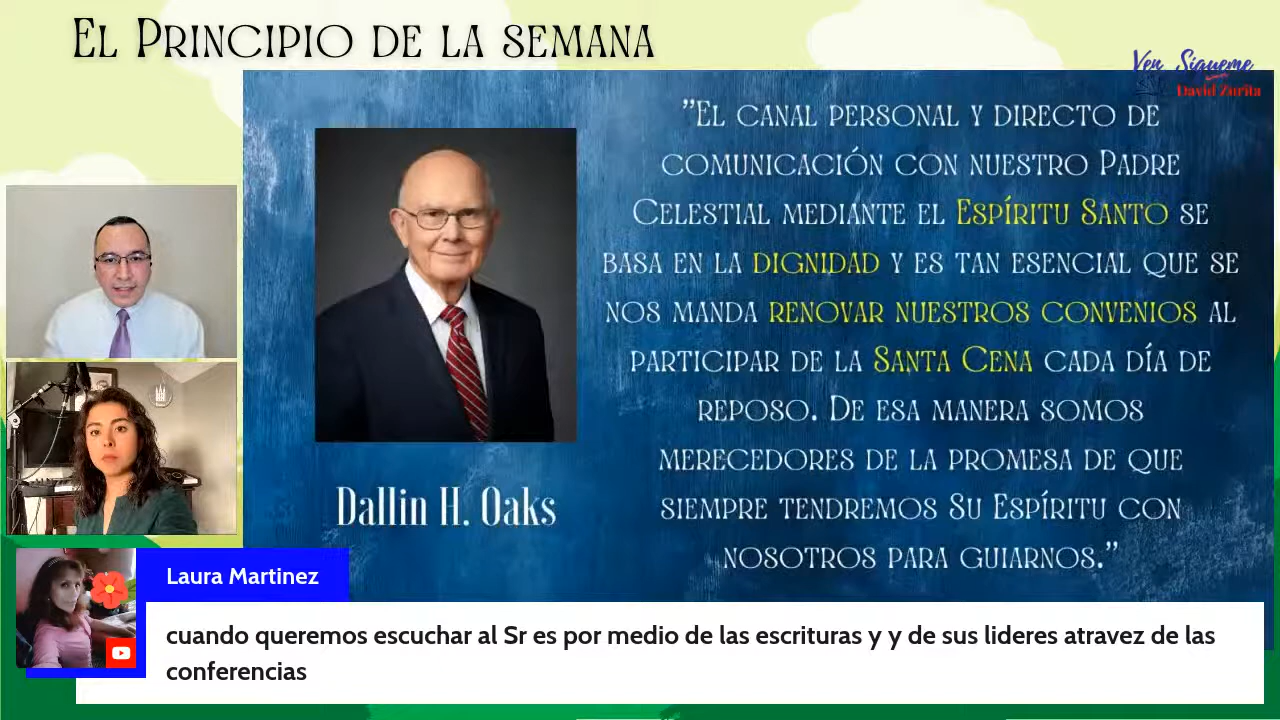 El Principio de la semana
Ven Sígueme
David Zurita
"El canal personal y directo de
comunicación con nuestro Padre
Celestial mediante el Espíritu Santo se
basa en la dignidad y es tan esencial que se
nos manda renovar nuestros convenios al
participar de la Santa Cena cada día de
reposo. De esa manera somos
merecedores de la promesa de que
siempre tendremos Su Espíritu con
nosotros para guiarnos."
Dallin H. Oaks
Laura Martinez
cuando queremos escuchar al Sr es por medio de las escrituras y y de sus lideres atravez de las
conferencias